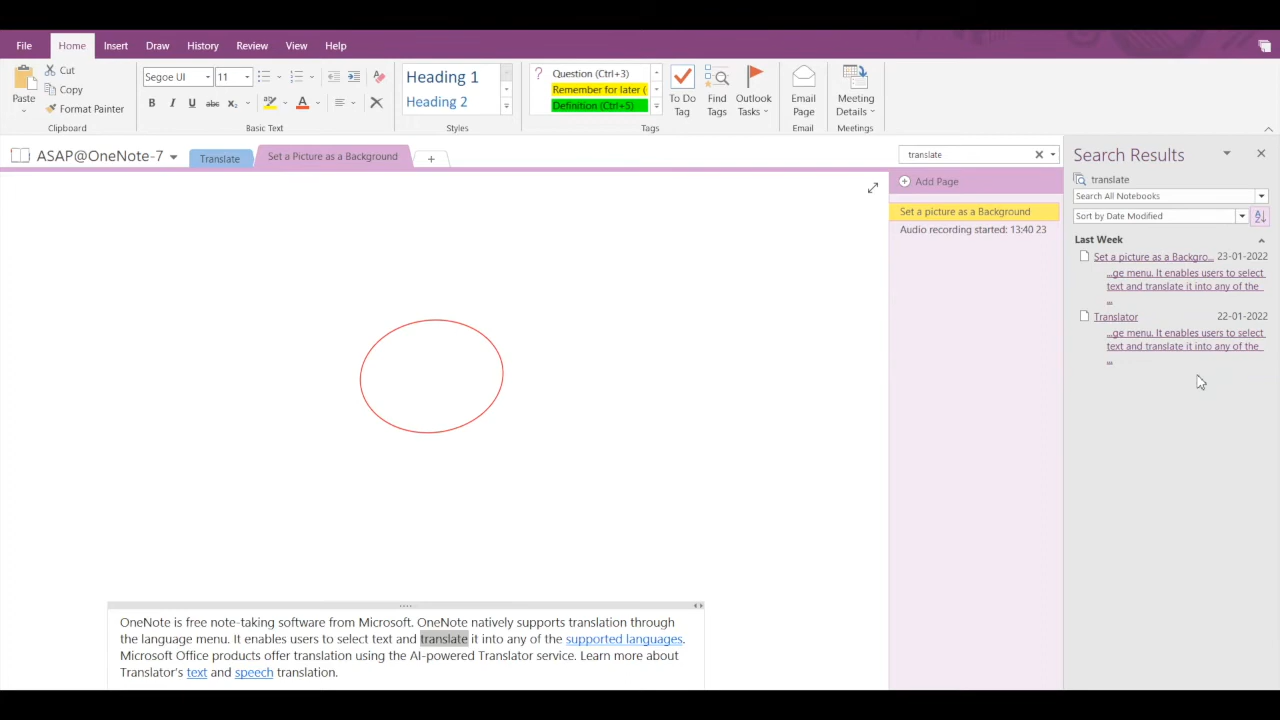 File Home Insert Draw History Review View Help
Paste
Cut
Copy
Format Painter
Clipboard
Segoe UI 11
B I U abc x₂ A
Basic Text
Heading 1
Heading 2
Styles
? Question (Ctrl+3)
Remember for later (
Definition (Ctrl+5)
Tags
To Do
Tag
Find
Tags
Outlook
Tasks
Email
Page
Email
Meeting
Details
Meetings
ASAP@OneNote-7
Translate
Set a Picture as a Background
+
translate
Add Page
Set a picture as a Background
Audio recording started: 13:40 23
OneNote is free note-taking software from Microsoft. OneNote natively supports translation through
the language menu. It enables users to select text and translate it into any of the supported languages.
Microsoft Office products offer translation using the AI-powered Translator service. Learn more about
Translator's text and speech translation.
Search Results
translate
Search All Notebooks
Sort by Date Modified
Last Week
Set a picture as a Backgro... 23-01-2022
...ge menu. It enables users to select
text and translate it into any of the
...
Translator 22-01-2022
...ge menu. It enables users to select
text and translate it into any of the
...